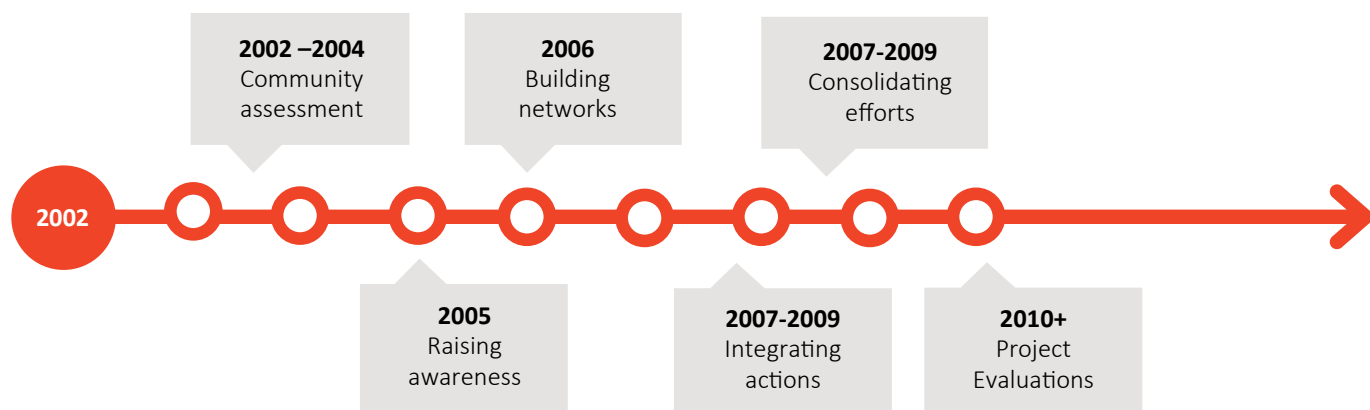 2002 –2004
Community
assessment
2006
Building
networks
2007-2009
Consolidating
efforts
2002
2005
Raising
awareness
2007-2009
Integrating
actions
2010+
Project
Evaluations